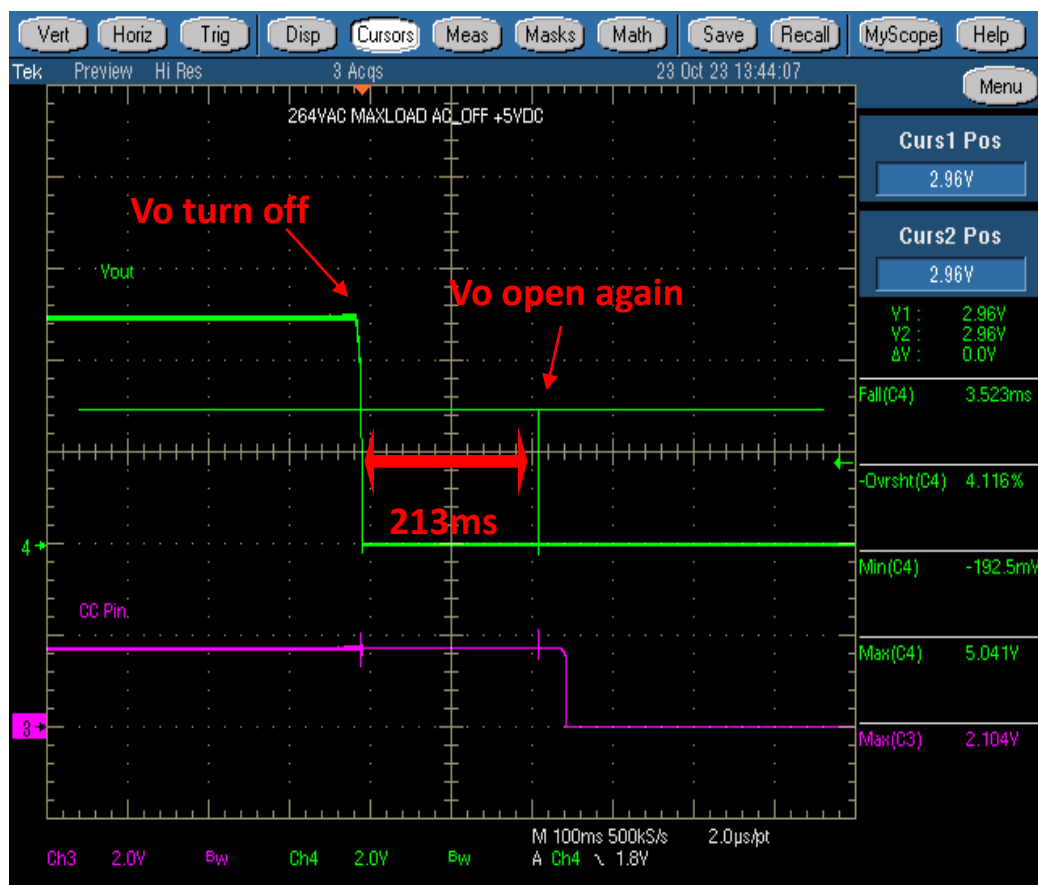 Vert Horiz Trig Disp Cursors Meas Masks Math Save Recall MyScope Help
Tek Preview Hi Res 3 Acqs 23 Oct 23 13:44:07
Menu
264VAC MAXLOAD AC_OFF +5VDC
Curs1 Pos
2.96V
Vo turn off
Curs2 Pos
2.96V
Vout
Vo open again
V1 : 2.96V
V2 : 2.96V
ΔV : 0.0V
Fall(C4) 3.523ms
-Ovrsht(C4) 4.116%
213ms
4
Min(C4) -192.5mV
CC Pin
Max(C4) 5.041V
3
Max(C3) 2.104V
M 100ms 500kS/s 2.0µs/pt
Ch3 2.0V BW Ch4 2.0V BW A Ch4 1.8V